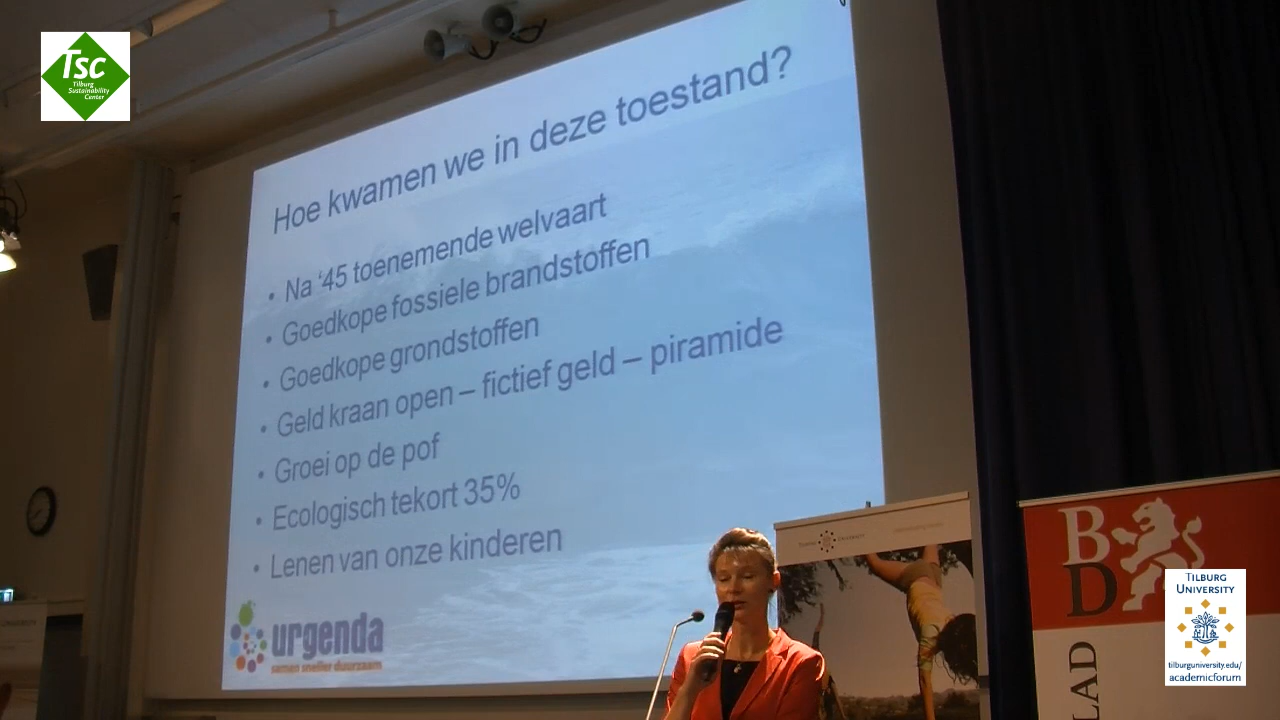 Tsc
Tilburg
Sustainability
Center
Hoe kwamen we in deze toestand?
• Na '45 toenemende welvaart
• Goedkope fossiele brandstoffen
• Goedkope grondstoffen
• Geld kraan open – fictief geld – piramide
• Groei op de pof
• Ecologisch tekort 35%
• Lenen van onze kinderen
urgenda
samen sneller duurzaam
BD
LAD
TILBURG
UNIVERSITY
tilburguniversity.edu/
academicforum